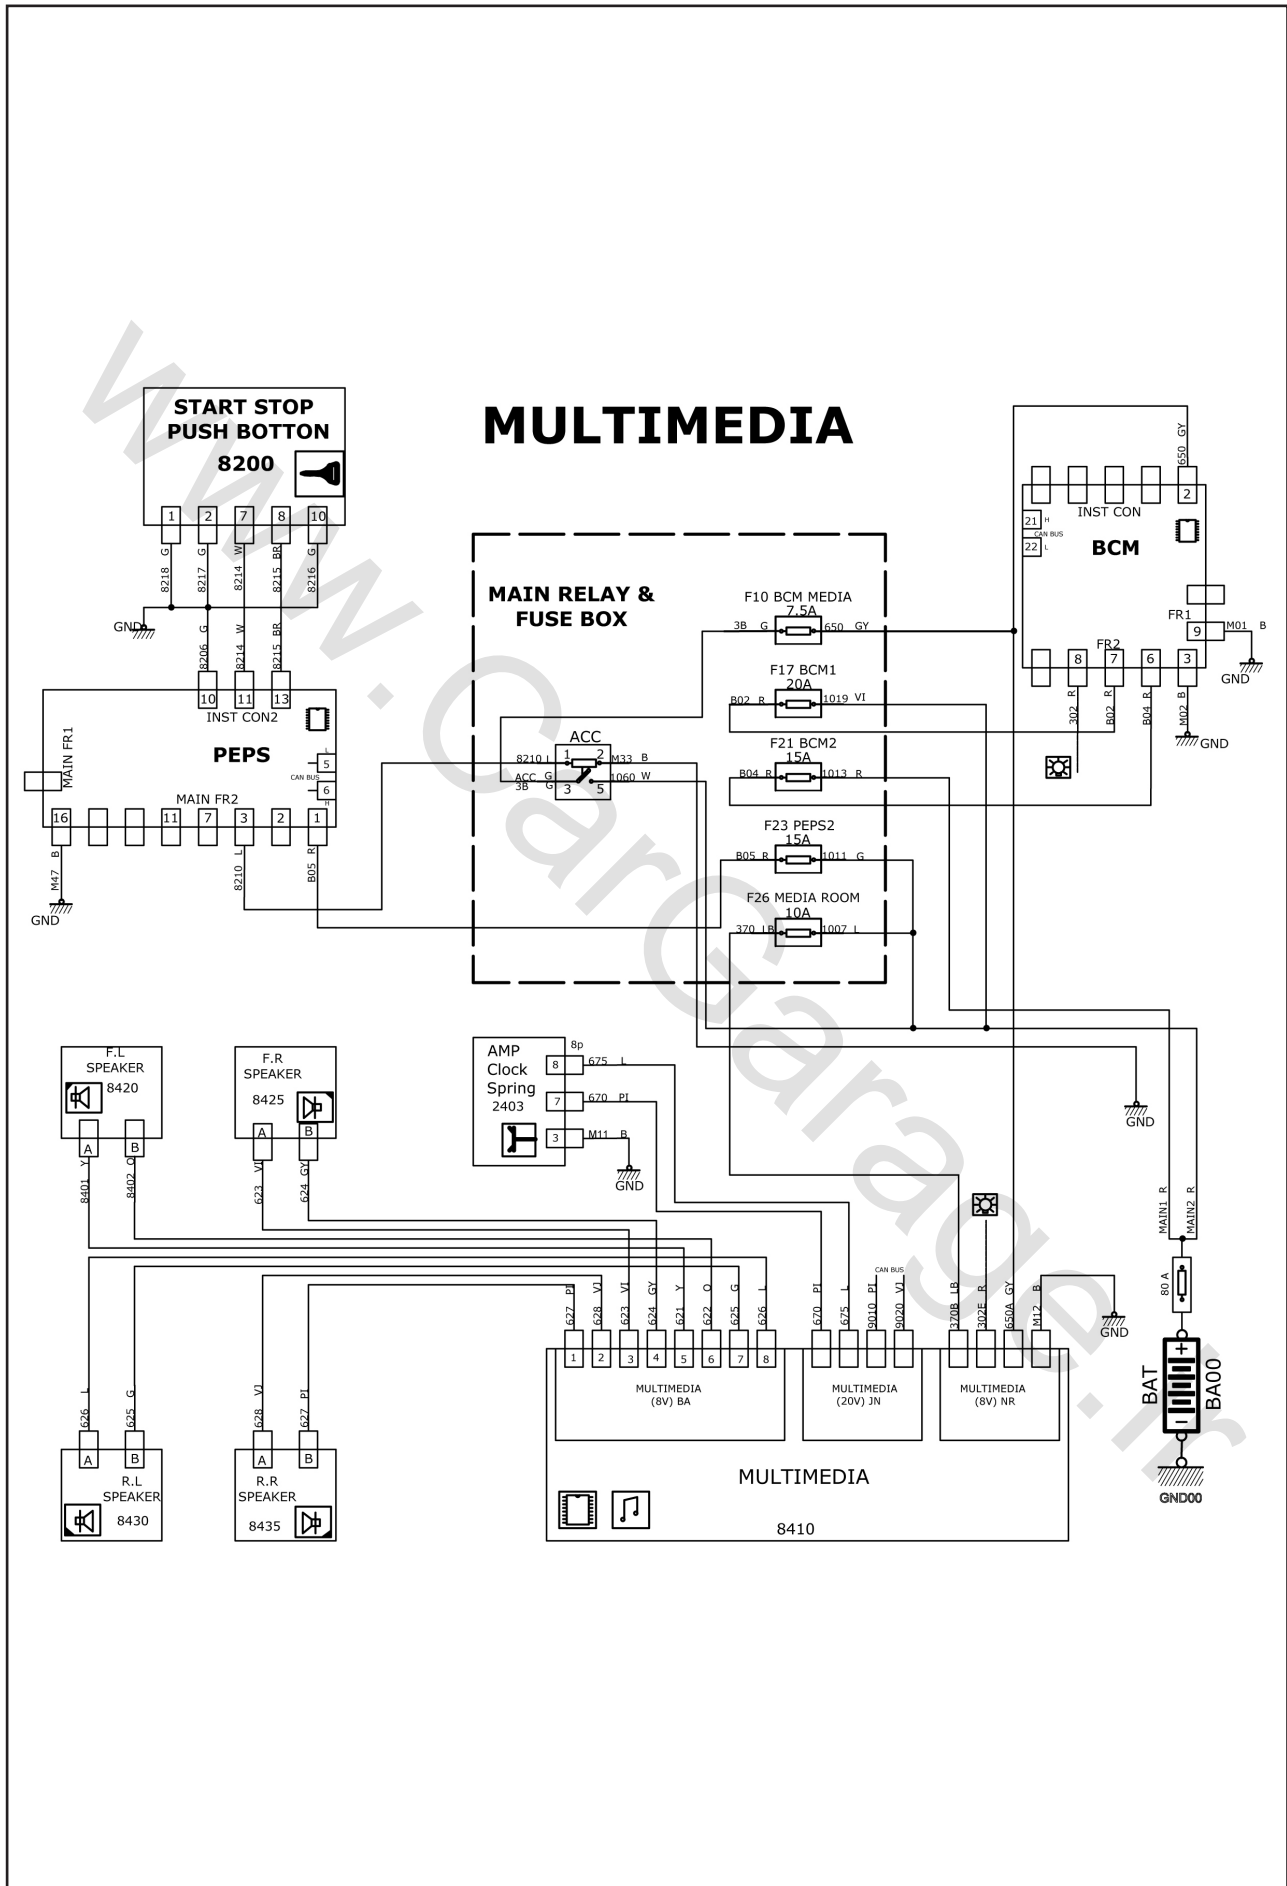 START STOP
PUSH BOTTON
8200
1 2 7 8 10
8218 G
8217 G
8214 W
8215 BR
8216 G
GND
8206 G
8214 W
8215 BR
10 11 13
INST CON2
PEPS
MAIN FR1
L
5
CAN BUS
6
H
MAIN FR2
16 11 7 3 2 1
M47 B
8210 L
B05 R
GND
MULTIMEDIA
MAIN RELAY &
FUSE BOX
F10 BCM MEDIA
7.5A
3B G
650 GY
F17 BCM1
20A
B02 R
1019 VI
ACC
8210 L
1 2
M33 B
ACC G
3B G
3 5
1060 W
F21 BCM2
15A
B04 R
1013 R
F23 PEPS2
15A
B05 R
1011 G
F26 MEDIA ROOM
10A
370 LB
1007 L
650 GY
2
INST CON
21 H
CAN BUS
22 L
BCM
FR1
9
M01 B
GND
FR2
8 7 6 3
302 R
B02 R
B04 R
M02 B
GND
F.L
SPEAKER
8420
A B
8401 Y
8402 O
F.R
SPEAKER
8425
A B
623 VI
624 GY
AMP
Clock
Spring
2403
8p
8
675 L
7
670 PI
3
M11 B
GND
GND
MAIN1 R
MAIN2 R
80 A
BAT
+
−
BA00
GND00
627 PI
628 VJ
623 VI
624 GY
621 Y
622 O
625 G
626 L
1 2 3 4 5 6 7 8
MULTIMEDIA
(8V) BA
670 PI
675 L
CAN BUS
9010 PI
9020 VJ
MULTIMEDIA
(20V) JN
370B LB
302E R
650A GY
M12 B
GND
MULTIMEDIA
(8V) NR
MULTIMEDIA
8410
626 L
625 G
A B
R.L
SPEAKER
8430
628 VJ
627 PI
A B
R.R
SPEAKER
8435
www.CarGarage.ir